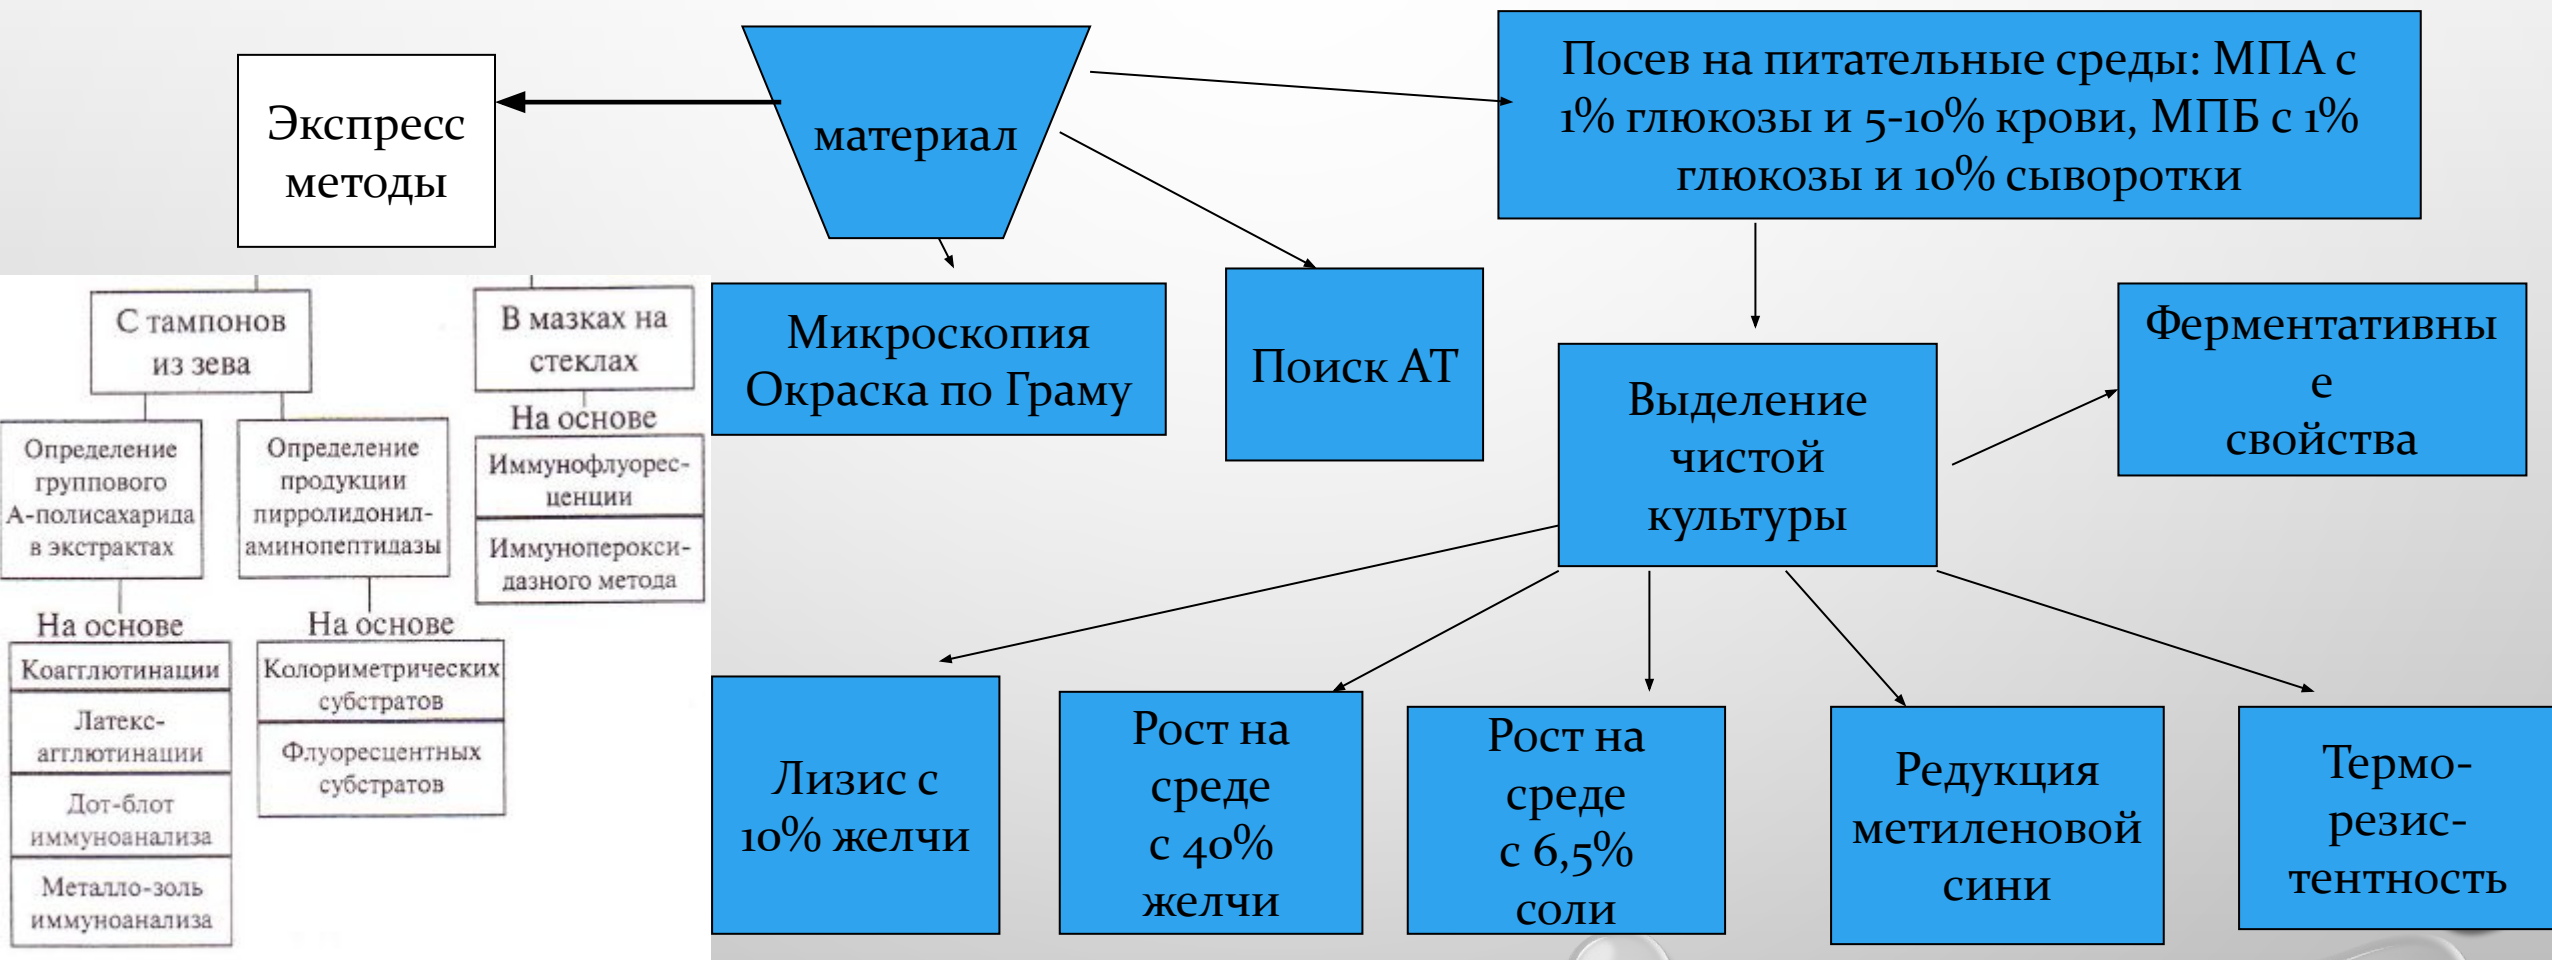 Экспресс
методы
материал
Посев на питательные среды: МПА с
1% глюкозы и 5-10% крови, МПБ с 1%
глюкозы и 10% сыворотки
С тампонов
из зева
В мазках на
стеклах
Определение
группового
А-полисахарида
в экстрактах
Определение
продукции
пирролидонил-
аминопептидазы
На основе
Иммунофлуорес-
ценции
Иммуноперокси-
дазного метода
На основе
Коагглютинации
Латекс-
агглютинации
Дот-блот
иммуноанализа
Металло-золь
иммуноанализа
На основе
Колориметрических
субстратов
Флуоресцентных
субстратов
Микроскопия
Окраска по Граму
Поиск АТ
Выделение
чистой
культуры
Ферментативны
е
свойства
Лизис с
10% желчи
Рост на
среде
с 40%
желчи
Рост на
среде
с 6,5%
соли
Редукция
метиленовой
сини
Термо-
резис-
тентность